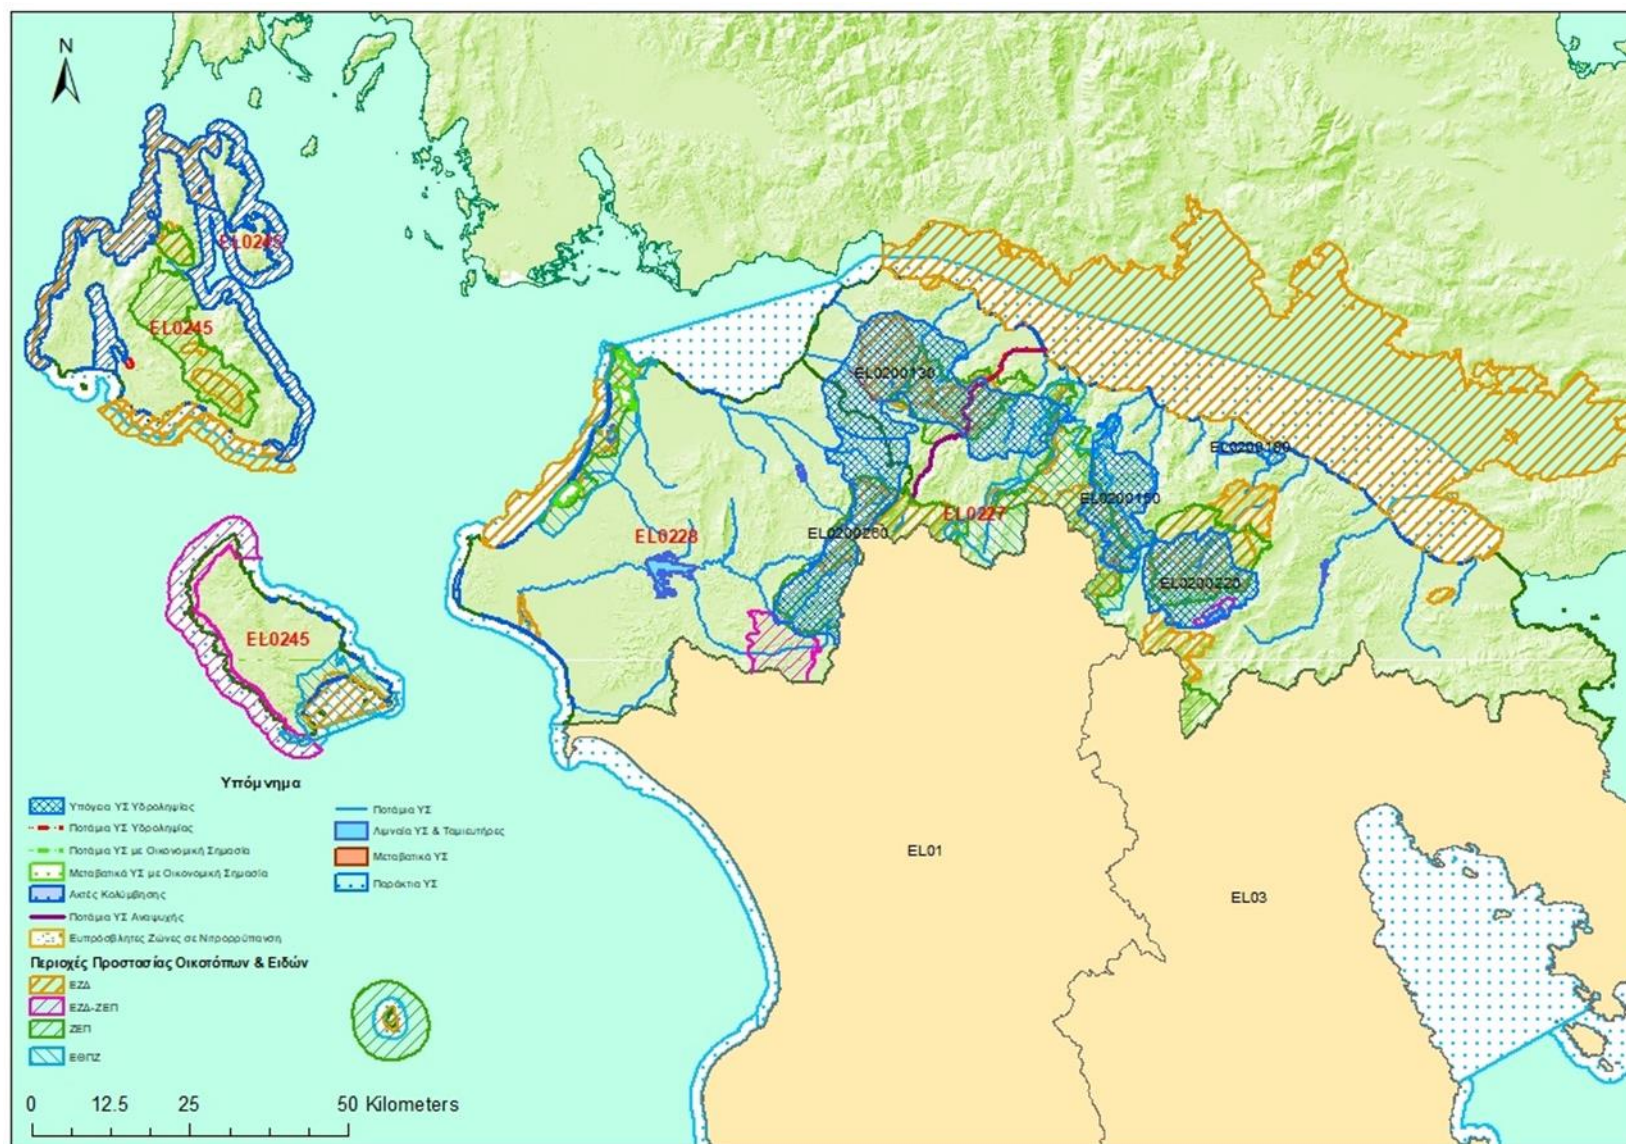 N
EL0245
EL0245
EL0200130
EL0200180
EL0200150
EL0227
EL0228
EL0200260
EL0200220
EL0245
EL01
EL03
Υπόμνημα
Υπόγεια ΥΣ Υδροληψίας
Ποτάμια ΥΣ Υδροληψίας
Ποτάμια ΥΣ με Οικονομική Σημασία
Μεταβατικά ΥΣ με Οικονομική Σημασία
Ακτές Κολύμβησης
Ποτάμια ΥΣ Αναψυχής
Ευπρόσβλητες Ζώνες σε Νιτρορρύπανση
Ποτάμια ΥΣ
Λιμναία ΥΣ & Ταμιευτήρες
Μεταβατικά ΥΣ
Παράκτια ΥΣ
Περιοχές Προστασίας Οικοτόπων & Ειδών
ΕΖΔ
ΕΖΔ-ΖΕΠ
ΖΕΠ
ΕΘΠΖ
0 12.5 25 50 Kilometers